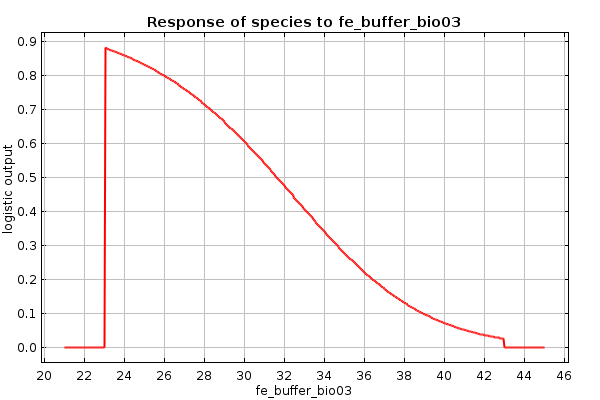 Response of species to fe_buffer_bio03
logistic output
0.9
0.8
0.7
0.6
0.5
0.4
0.3
0.2
0.1
0.0
20 22 24 26 28 30 32 34 36 38 40 42 44 46
fe_buffer_bio03